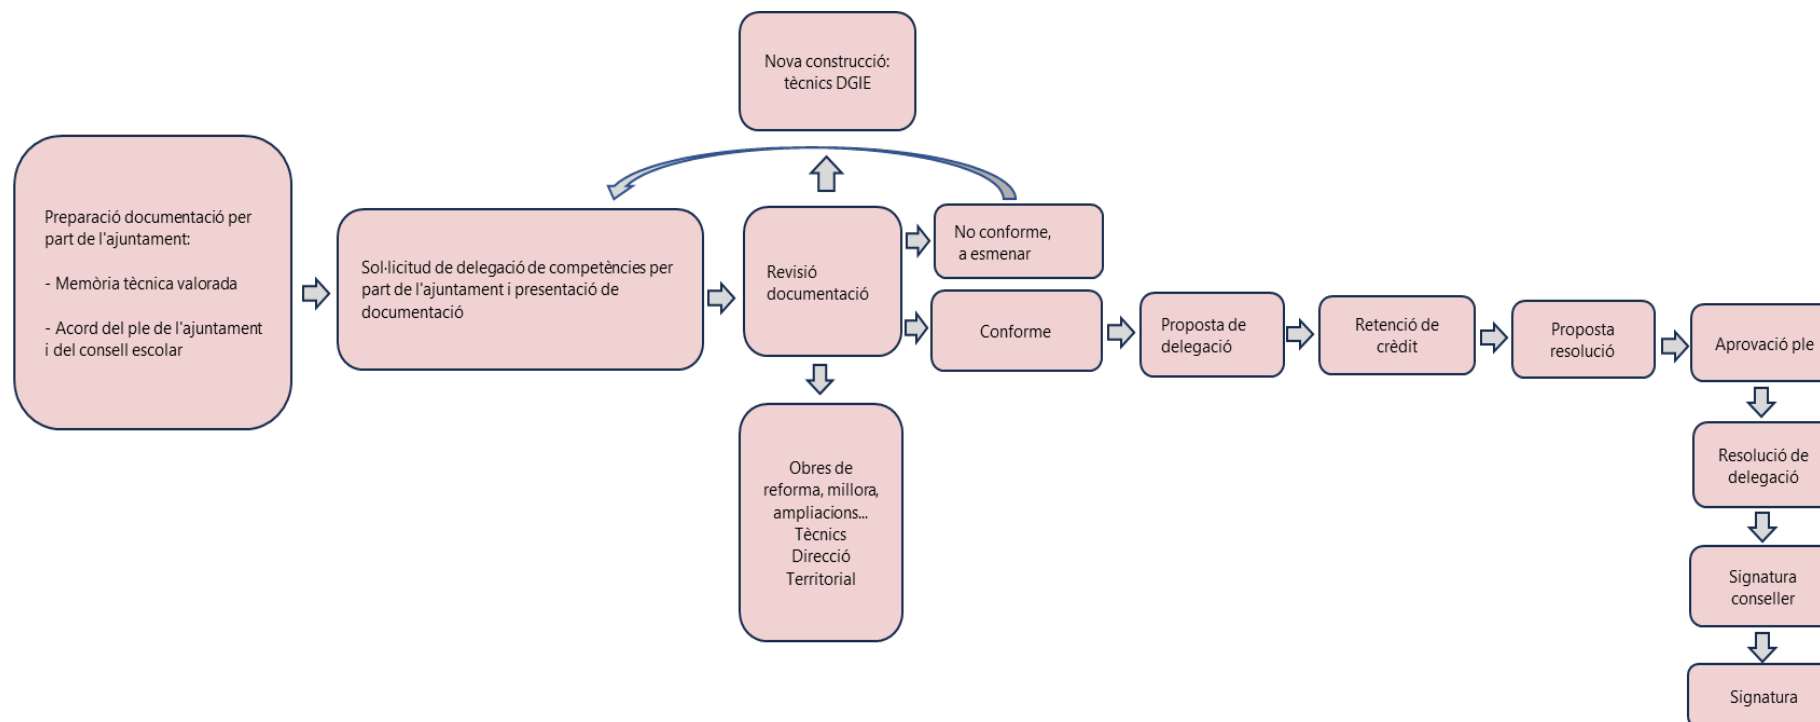 Nova construcció:
tècnics DGIE
Preparació documentació per
part de l'ajuntament:
- Memòria tècnica valorada
- Acord del ple de l'ajuntament
i del consell escolar
Sol·licitud de delegació de competències per
part de l'ajuntament i presentació de
documentació
Revisió
documentació
No conforme,
a esmenar
Conforme
Proposta de
delegació
Retenció de
crèdit
Proposta
resolució
Aprovació ple
Resolució de
delegació
Signatura
conseller
Signatura
Obres de
reforma, millora,
ampliacions...
Tècnics
Direcció
Territorial